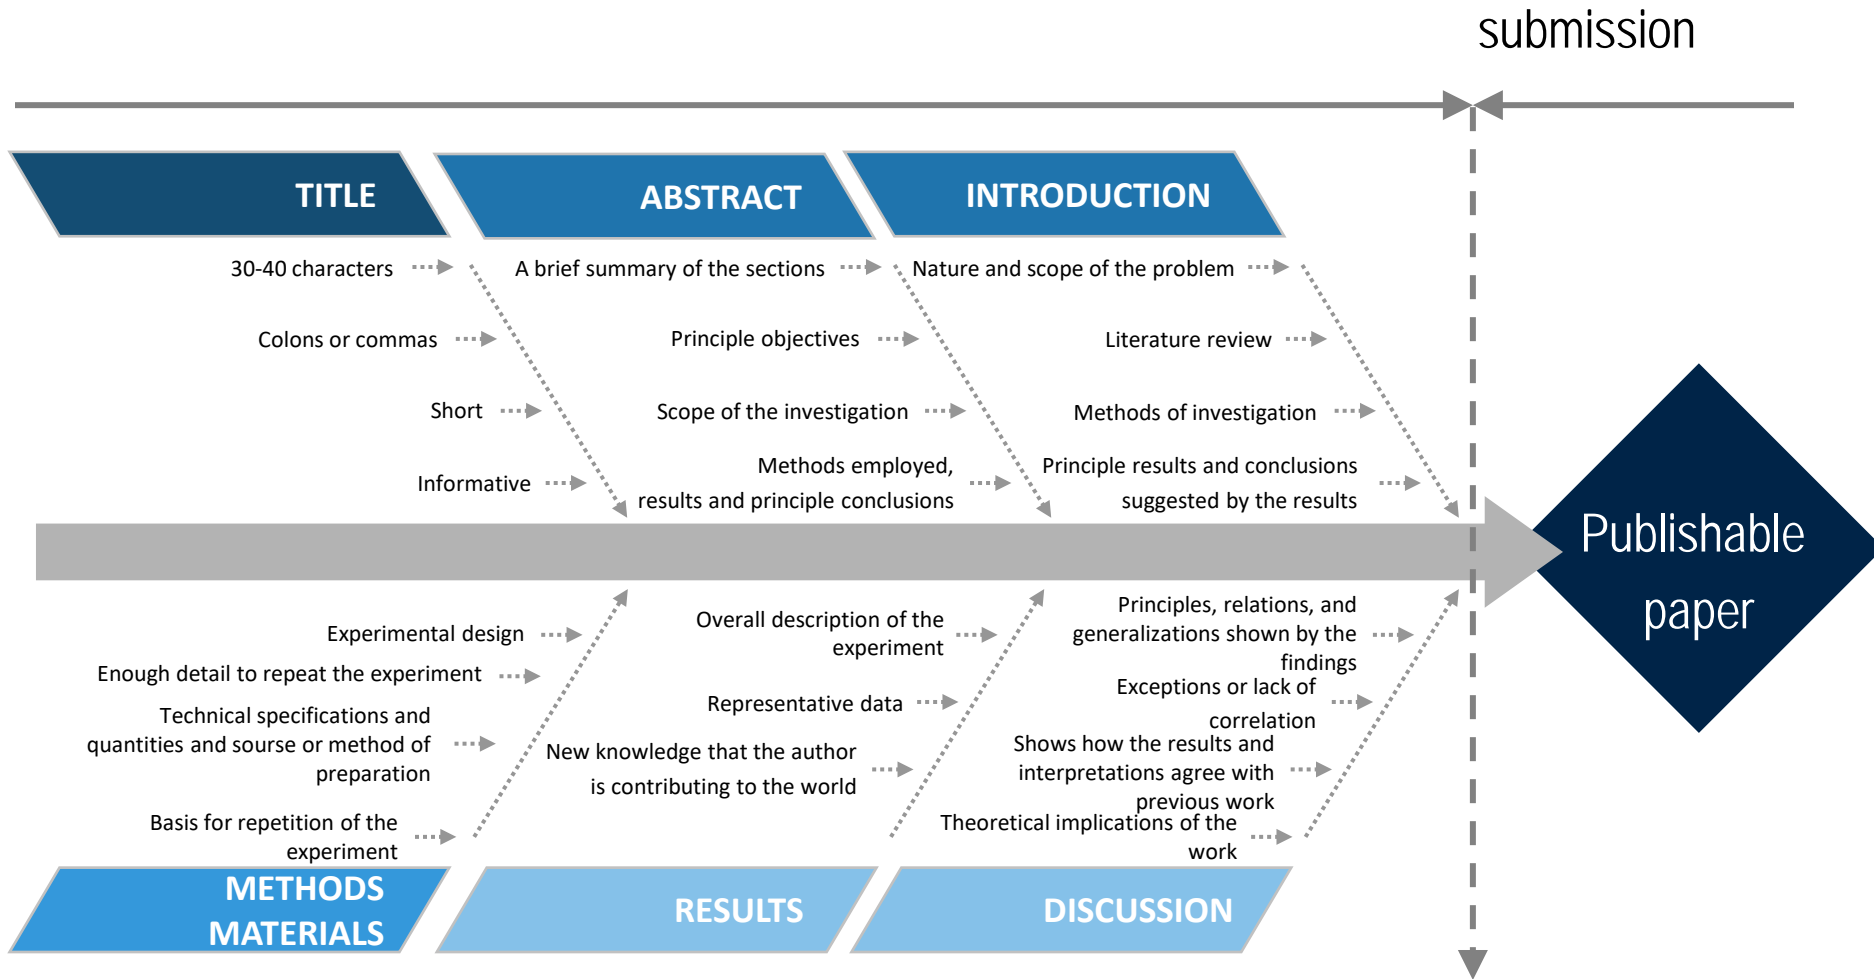 submission
TITLE
ABSTRACT
INTRODUCTION
30-40 characters
Colons or commas
Short
Informative
A brief summary of the sections
Principle objectives
Scope of the investigation
Methods employed,
results and principle conclusions
Nature and scope of the problem
Literature review
Methods of investigation
Principle results and conclusions
suggested by the results
Publishable
paper
Experimental design
Enough detail to repeat the experiment
Technical specifications and
quantities and sourse or method of
preparation
Basis for repetition of the
experiment
Overall description of the
experiment
Representative data
New knowledge that the author
is contributing to the world
Principles, relations, and
generalizations shown by the
findings
Exceptions or lack of
correlation
Shows how the results and
interpretations agree with
previous work
Theoretical implications of the
work
METHODS
MATERIALS
RESULTS
DISCUSSION